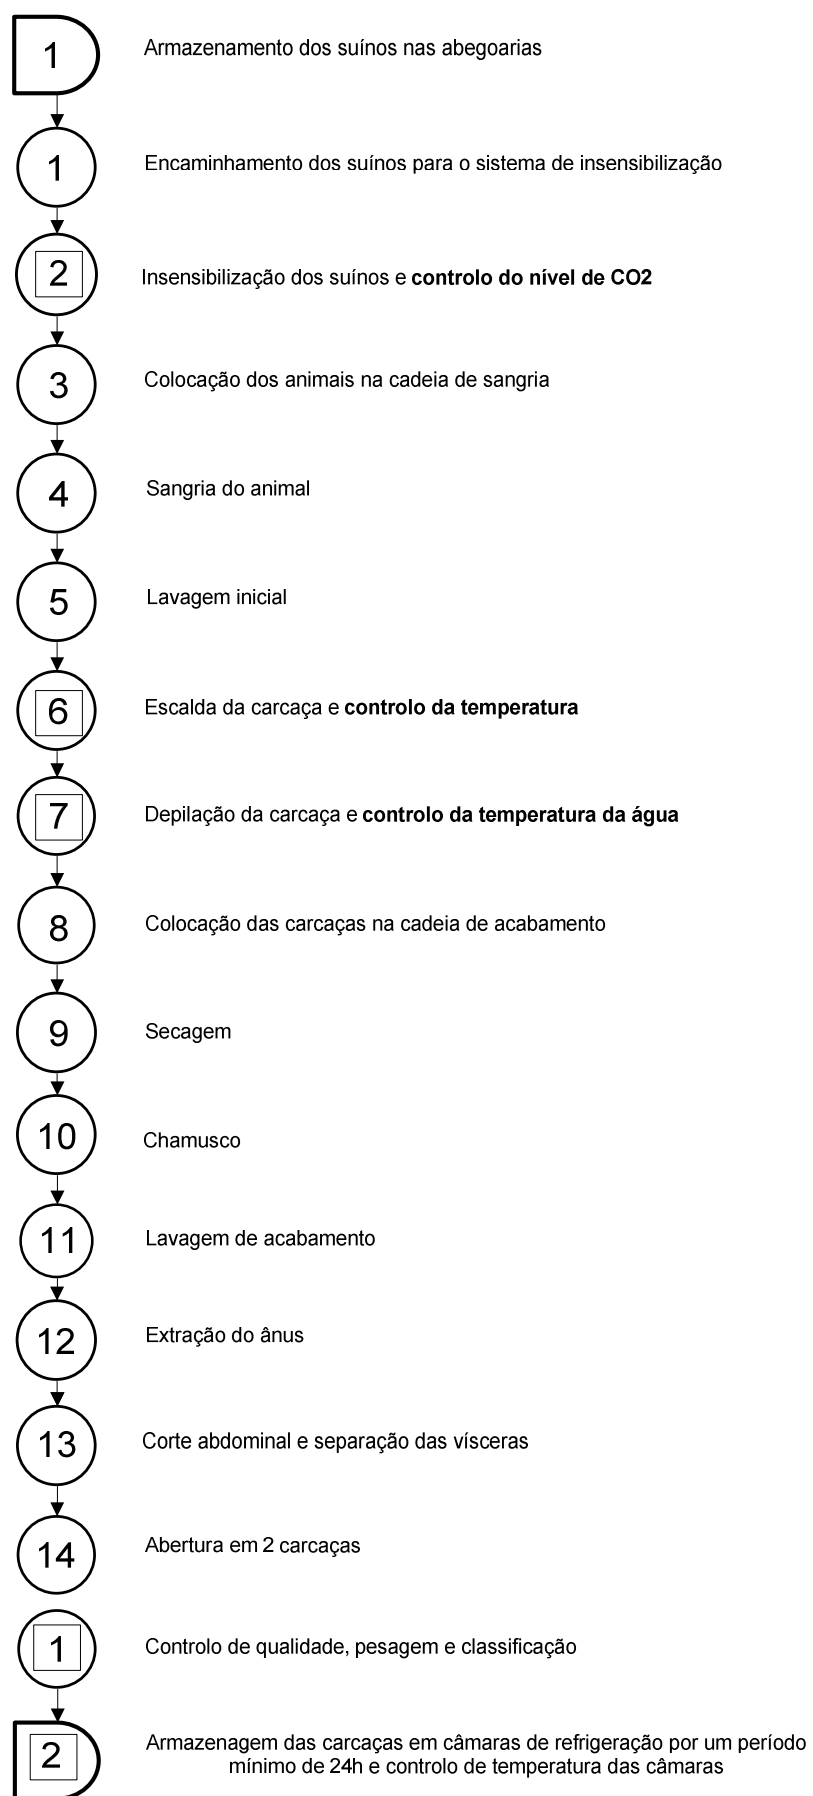 1 Armazenamento dos suínos nas abegoarias
1 Encaminhamento dos suínos para o sistema de insensibilização
2 Insensibilização dos suínos e controlo do nível de CO2
3 Colocação dos animais na cadeia de sangria
4 Sangria do animal
5 Lavagem inicial
6 Escalda da carcaça e controlo da temperatura
7 Depilação da carcaça e controlo da temperatura da água
8 Colocação das carcaças na cadeia de acabamento
9 Secagem
10 Chamusco
11 Lavagem de acabamento
12 Extração do ânus
13 Corte abdominal e separação das vísceras
14 Abertura em 2 carcaças
1 Controlo de qualidade, pesagem e classificação
2 Armazenagem das carcaças em câmaras de refrigeração por um período
mínimo de 24h e controlo de temperatura das câmaras